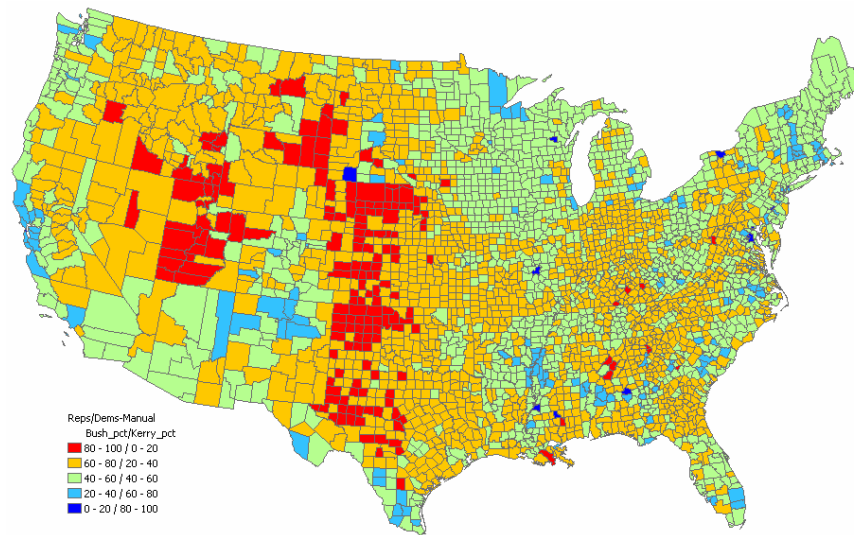 Reps/Dems-Manual
Bush_pct/Kerry_pct
80 - 100 / 0 - 20
60 - 80 / 20 - 40
40 - 60 / 40 - 60
20 - 40 / 60 - 80
0 - 20 / 80 - 100